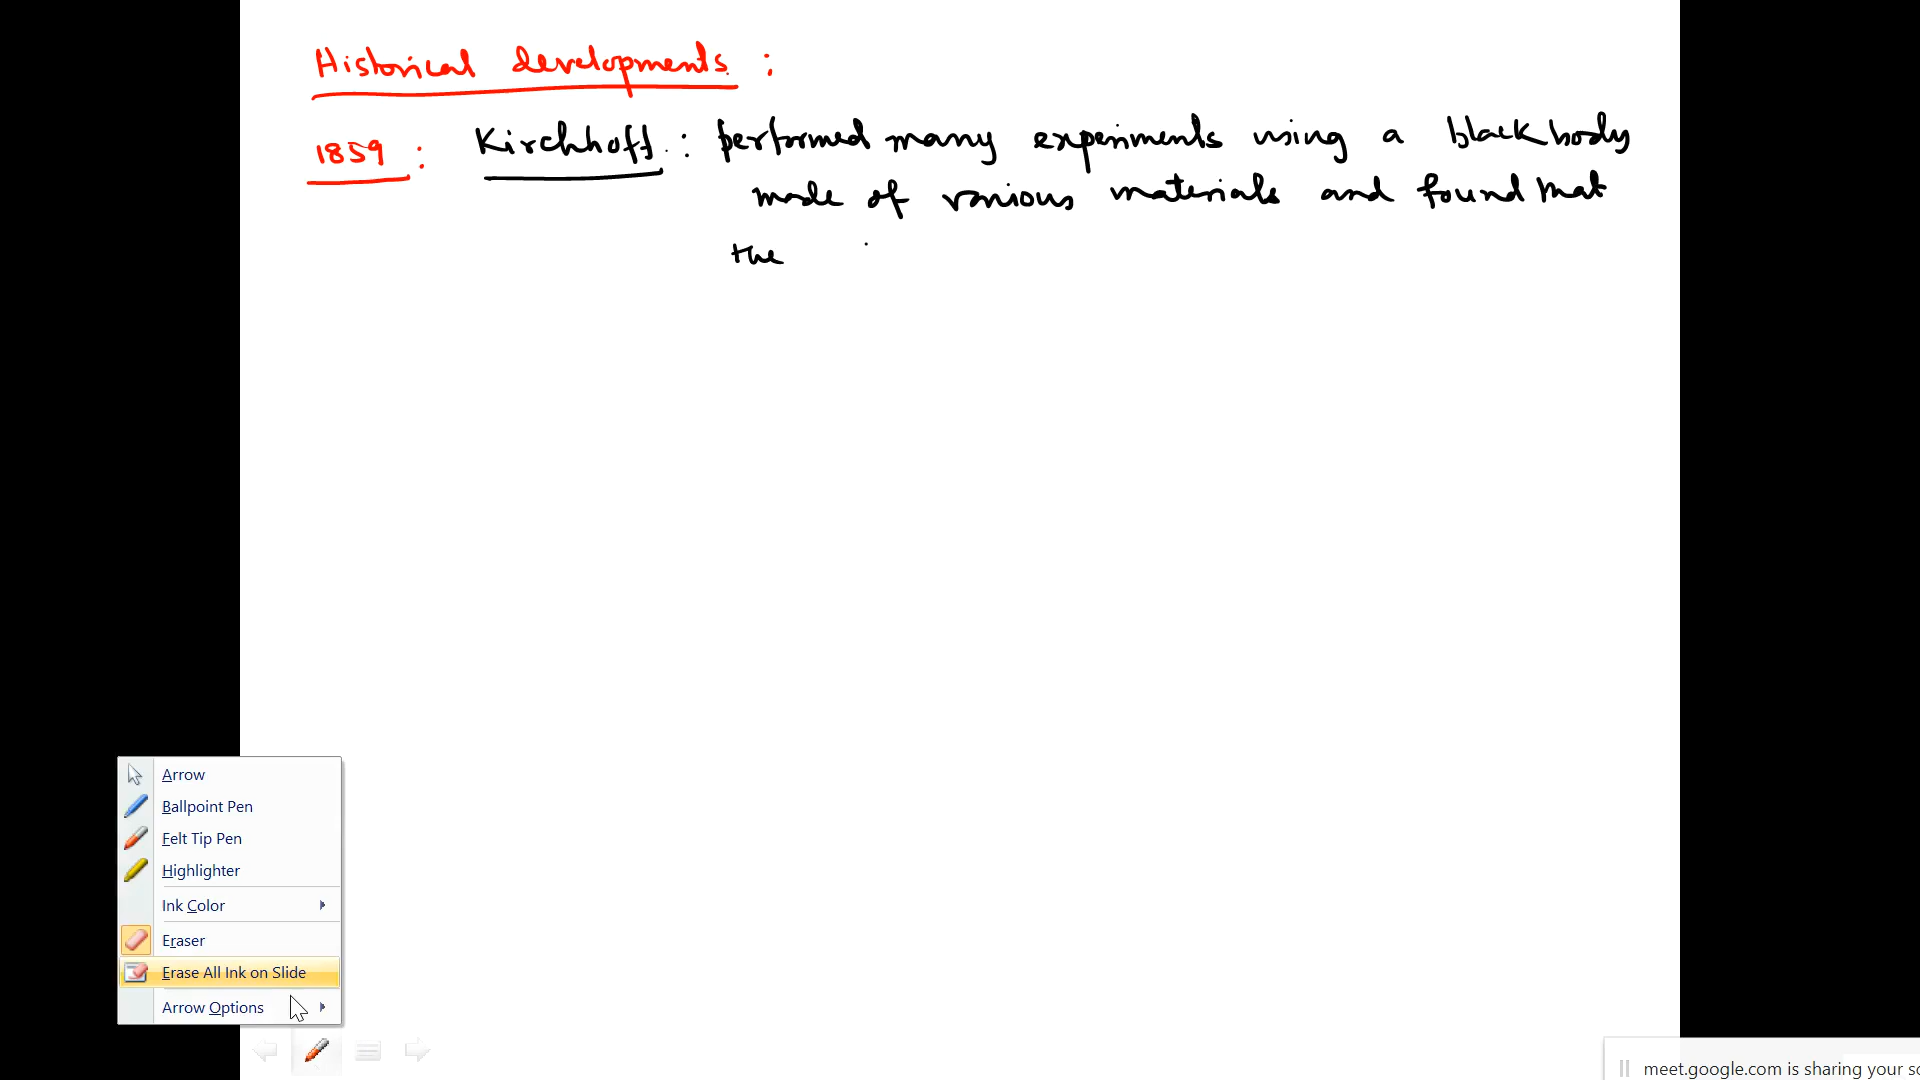 Historical developments :
1859 : Kirchhoff : performed many experiments using a blackbody
made of various materials and found that
the
Arrow
Ballpoint Pen
Felt Tip Pen
Highlighter
Ink Color
Eraser
Erase All Ink on Slide
Arrow Options
meet.google.com is sharing your sc